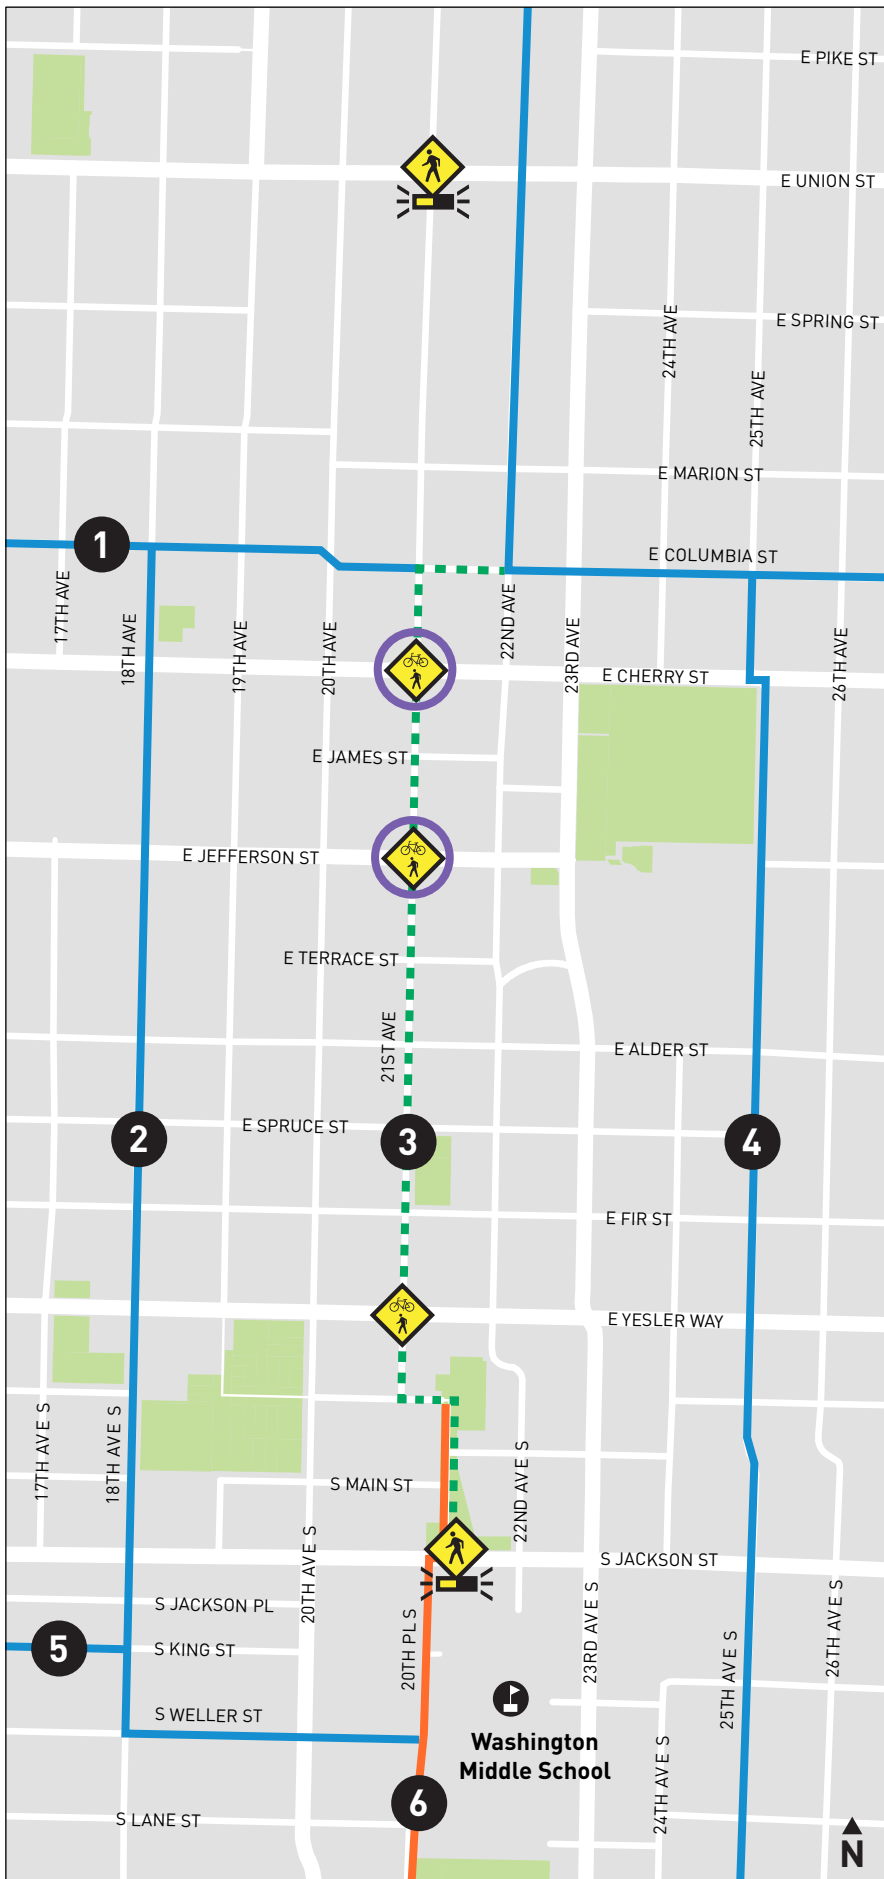 E PIKE ST
E UNION ST
E SPRING ST
24TH AVE
25TH AVE
E MARION ST
1
E COLUMBIA ST
17TH AVE
18TH AVE
19TH AVE
20TH AVE
22ND AVE
23RD AVE
26TH AVE
E CHERRY ST
E JAMES ST
E JEFFERSON ST
E TERRACE ST
21ST AVE
E ALDER ST
E SPRUCE ST
2
3
4
E FIR ST
E YESLER WAY
17TH AVE S
18TH AVE S
S MAIN ST
22ND AVE S
20TH AVE S
S JACKSON ST
S JACKSON PL
5
S KING ST
20TH PL S
23RD AVE S
25TH AVE S
26TH AVE S
S WELLER ST
Washington
Middle School
24TH AVE S
6
S LANE ST
N